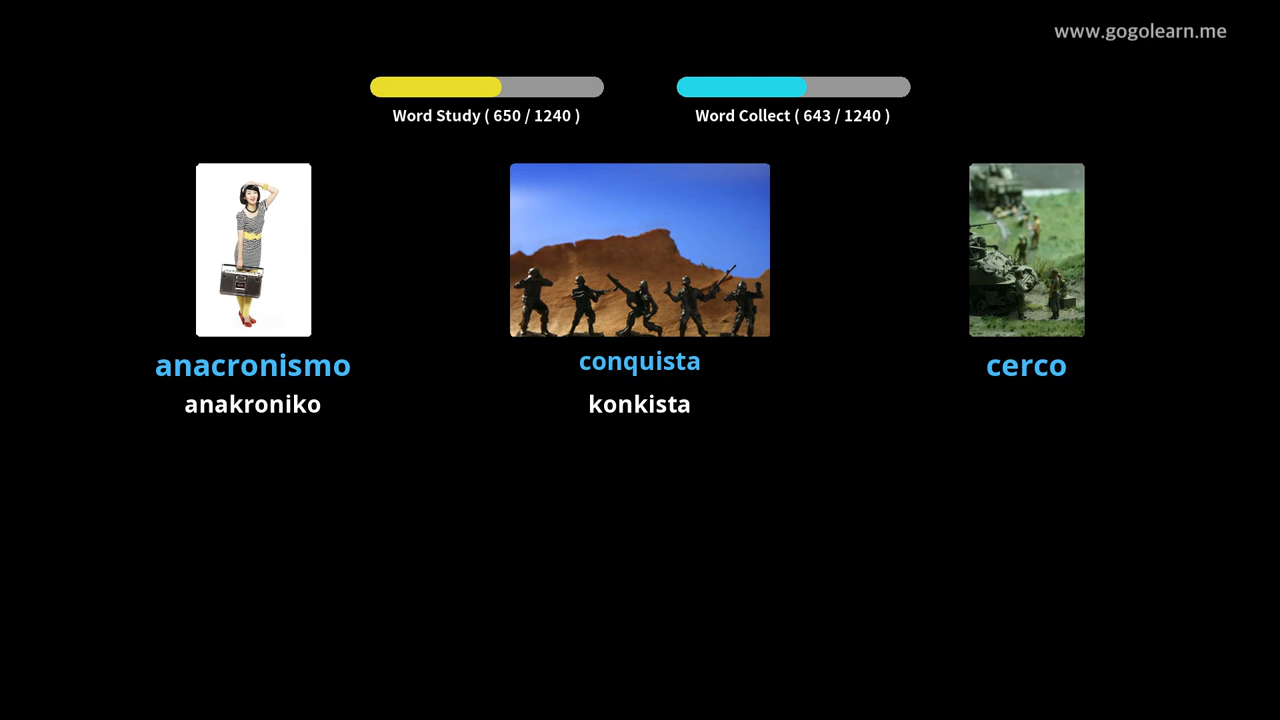 www.gogolearn.me
Word Study ( 650 / 1240 )
Word Collect ( 643 / 1240 )
anacronismo
anakroniko
conquista
konkista
cerco